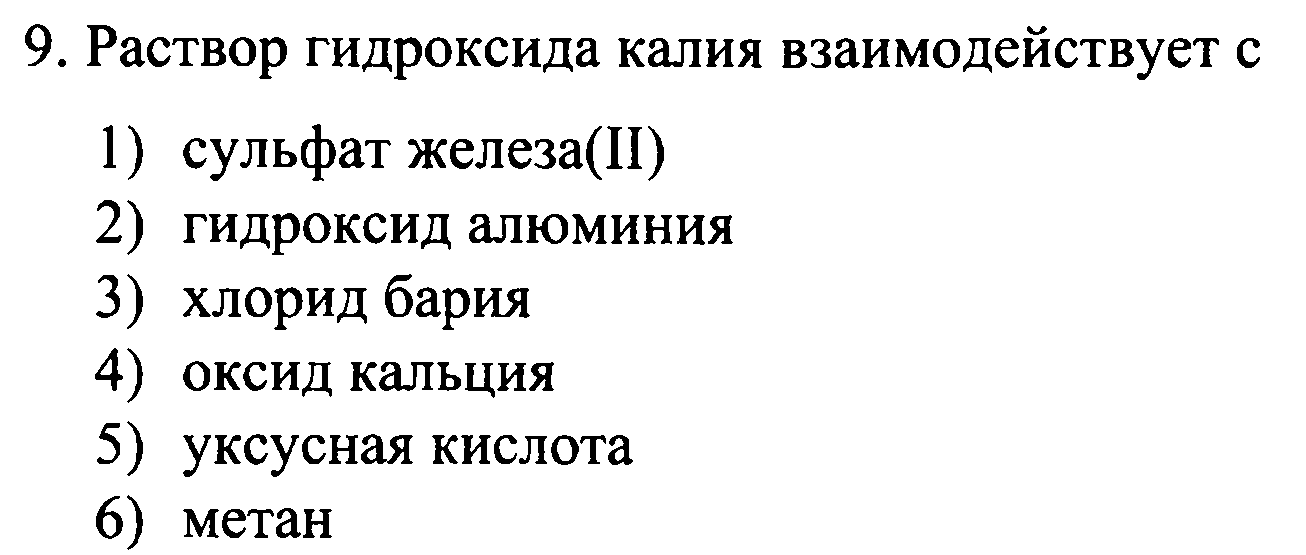 9. Раствор гидроксида калия взаимодействует с
1) сульфат железа(II)
2) гидроксид алюминия
3) хлорид бария
4) оксид кальция
5) уксусная кислота
6) метан